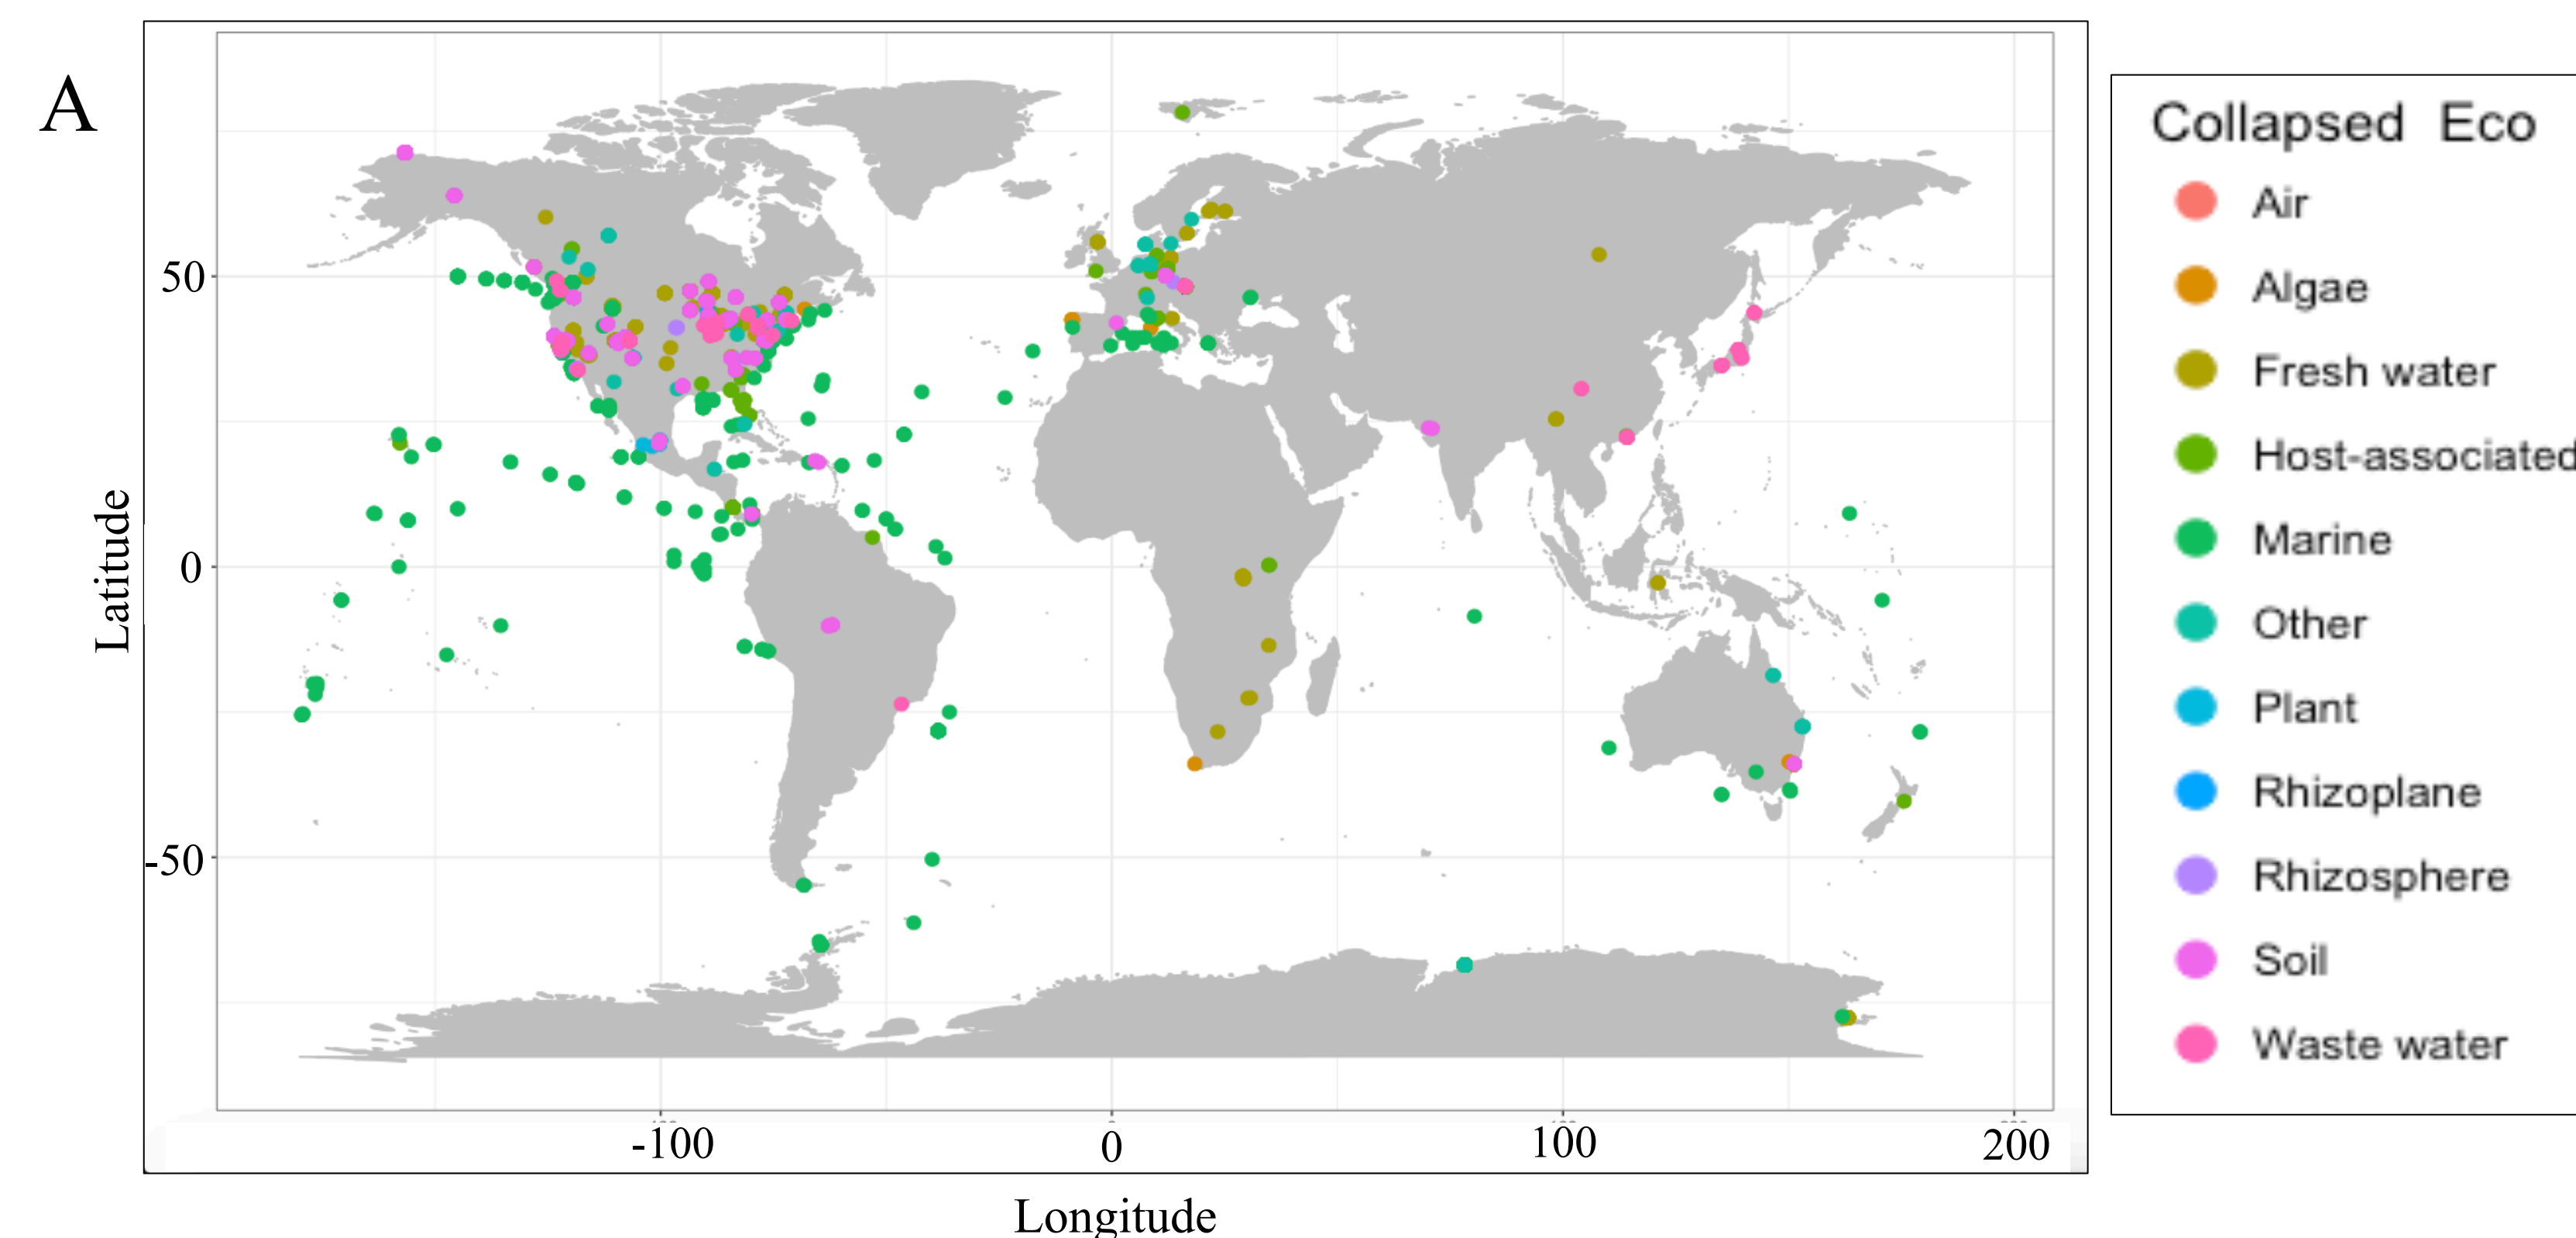 A
Latitude
50
0
-50
-100
0
100
200
Longitude
Collapsed Eco
Air
Algae
Fresh water
Host-associated
Marine
Other
Plant
Rhizoplane
Rhizosphere
Soil
Waste water